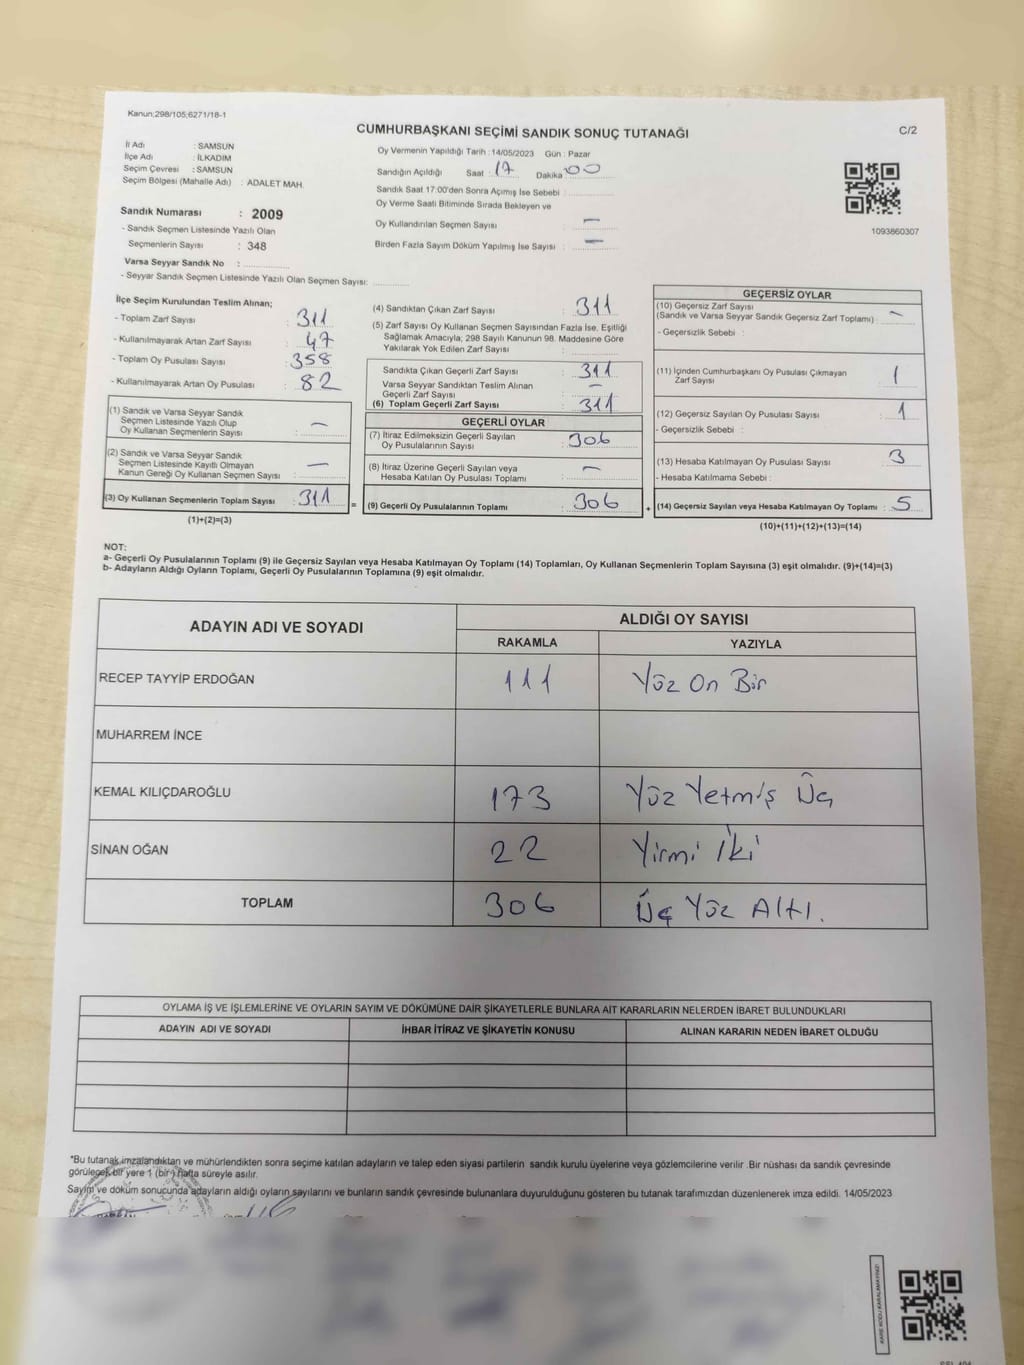 Kanun;298/105;6271/18-1
CUMHURBAŞKANI SEÇİMİ SANDIK SONUÇ TUTANAĞI
C/2
İl Adı : SAMSUN
İlçe Adı : İLKADIM
Seçim Çevresi : SAMSUN
Seçim Bölgesi (Mahalle Adı) : ADALET MAH.
Oy Vermenin Yapıldığı Tarih : 14/05/2023 Gün : Pazar
Sandığın Açıldığı Saat : 17 Dakika 00
Sandık Saat 17:00'den Sonra Açımış İse Sebebi :
Oy Verme Saati Bitiminde Sırada Bekleyen ve
Oy Kullandırılan Seçmen Sayısı : —
Birden Fazla Sayım Döküm Yapılmış İse Sayısı : —
1093860307
Sandık Numarası : 2009
- Sandık Seçmen Listesinde Yazılı Olan
Seçmenlerin Sayısı : 348
Varsa Seyyar Sandık No :
- Seyyar Sandık Seçmen Listesinde Yazılı Olan Seçmen Sayısı:
İlçe Seçim Kurulundan Teslim Alınan;
- Toplam Zarf Sayısı : 311
- Kullanılmayarak Artan Zarf Sayısı : 47
- Toplam Oy Pusulası Sayısı : 358
- Kullanılmayarak Artan Oy Pusulası : 82
(1) Sandık ve Varsa Seyyar Sandık
Seçmen Listesinde Yazılı Olup
Oy Kullanan Seçmenlerin Sayısı : —
(2) Sandık ve Varsa Seyyar Sandık
Seçmen Listesinde Kayıtlı Olmayan
Kanun Gereği Oy Kullanan Seçmen Sayısı : —
(3) Oy Kullanan Seçmenlerin Toplam Sayısı : 311
(1)+(2)=(3)
=
(4) Sandıktan Çıkan Zarf Sayısı : 311
(5) Zarf Sayısı Oy Kullanan Seçmen Sayısından Fazla İse, Eşitliği
Sağlamak Amacıyla; 298 Sayılı Kanunun 98. Maddesine Göre
Yakılarak Yok Edilen Zarf Sayısı :
Sandıkta Çıkan Geçerli Zarf Sayısı : 311
Varsa Seyyar Sandıktan Teslim Alınan
Geçerli Zarf Sayısı : —
(6) Toplam Geçerli Zarf Sayısı : 311
GEÇERLİ OYLAR
(7) İtiraz Edilmeksizin Geçerli Sayılan
Oy Pusulalarının Sayısı : 306
(8) İtiraz Üzerine Geçerli Sayılan veya
Hesaba Katılan Oy Pusulaları Toplamı : —
(9) Geçerli Oy Pusulalarının Toplamı : 306
+
GEÇERSİZ OYLAR
(10) Geçersiz Zarf Sayısı
(Sandık ve Varsa Seyyar Sandık Geçersiz Zarf Toplamı) : —
- Geçersizlik Sebebi :
(11) İçinden Cumhurbaşkanı Oy Pusulası Çıkmayan
Zarf Sayısı : 1
(12) Geçersiz Sayılan Oy Pusulası Sayısı : 1
- Geçersizlik Sebebi :
(13) Hesaba Katılmayan Oy Pusulası Sayısı : 3
- Hesaba Katılmama Sebebi :
(14) Geçersiz Sayılan veya Hesaba Katılmayan Oy Toplamı : 5
(10)+(11)+(12)+(13)=(14)
NOT:
a- Geçerli Oy Pusulalarının Toplamı (9) ile Geçersiz Sayılan veya Hesaba Katılmayan Oy Toplamı (14) Toplamları, Oy Kullanan Seçmenlerin Toplam Sayısına (3) eşit olmalıdır. (9)+(14)=(3)
b- Adayların Aldığı Oyların Toplamı, Geçerli Oy Pusulalarının Toplamına (9) eşit olmalıdır.
ADAYIN ADI VE SOYADI
ALDIĞI OY SAYISI
RAKAMLA YAZIYLA
RECEP TAYYİP ERDOĞAN 111 Yüz On Bir
MUHARREM İNCE
KEMAL KILIÇDAROĞLU 173 Yüz Yetmiş Üç
SİNAN OĞAN 22 Yirmi İki
TOPLAM 306 Üç Yüz Altı.
OYLAMA İŞ VE İŞLEMLERİNE VE OYLARIN SAYIM VE DÖKÜMÜNE DAİR ŞİKAYETLERLE BUNLARA AİT KARARLARIN NELERDEN İBARET BULUNDUKLARI
ADAYIN ADI VE SOYADI İHBAR İTİRAZ VE ŞİKAYETİN KONUSU ALINAN KARARIN NEDEN İBARET OLDUĞU
*Bu tutanak imzalandıktan ve mühürlendikten sonra seçime katılan adayların ve talep eden siyasi partilerin sandık kurulu üyelerine veya gözlemcilerine verilir .Bir nüshası da sandık çevresinde
görülecek bir yere 1 (bir) hafta süreyle asılır.
Sayım ve döküm sonucunda adayların aldığı oyların sayılarını ve bunların sandık çevresinde bulunanlara duyurulduğunu gösteren bu tutanak tarafımızdan düzenlenerek imza edildi. 14/05/2023
KARE KODU KARALAMAYINIZ!